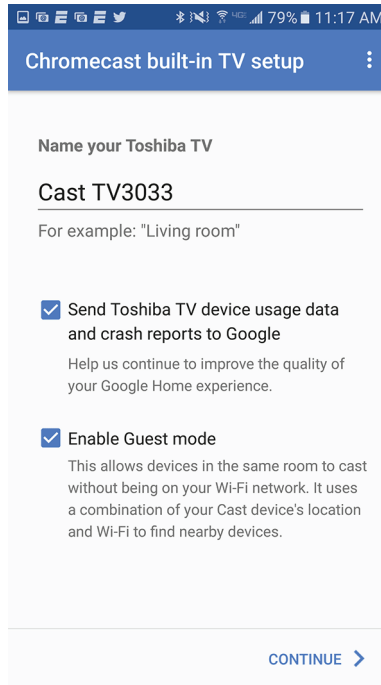 79% 11:17 AM
Chromecast built-in TV setup
Name your Toshiba TV
Cast TV3033
For example: "Living room"
Send Toshiba TV device usage data
and crash reports to Google
Help us continue to improve the quality of
your Google Home experience.
Enable Guest mode
This allows devices in the same room to cast
without being on your Wi-Fi network. It uses
a combination of your Cast device's location
and Wi-Fi to find nearby devices.
CONTINUE